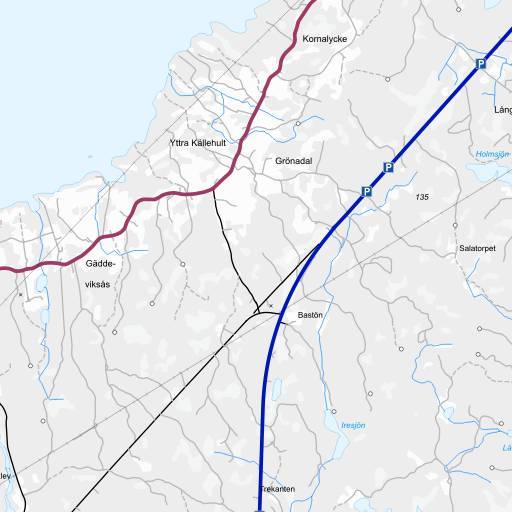 Kornalycke
P
Lång
Yttra Källehult
Holmsjön
Grönadal
P
P
135
Salatorpet
Gädde-
viksås
Bastön
Iresjön
Lå
ley
Trekanten